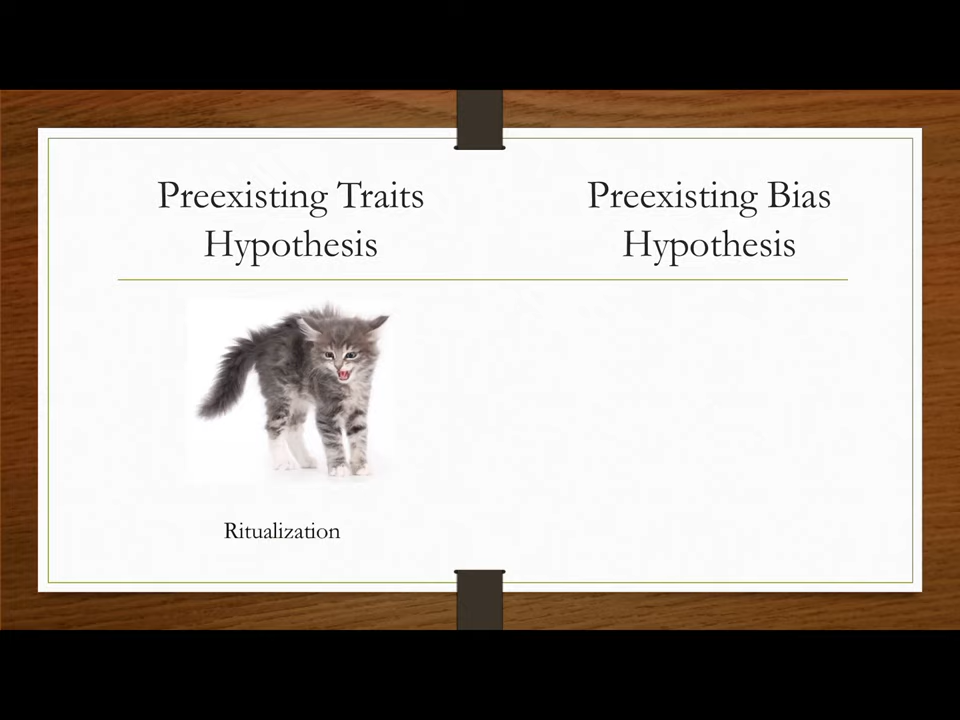 Preexisting Traits
Hypothesis
Preexisting Bias
Hypothesis
Ritualization